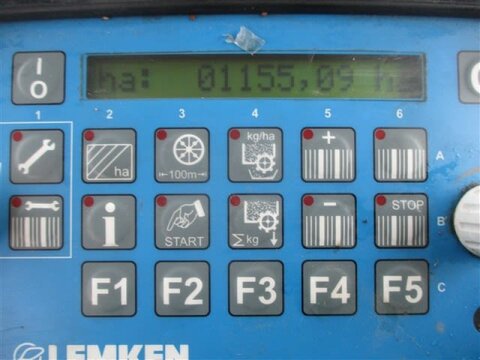 I
O
ha: 01155,09 h
1 2 3 4 5 6
ha 100m kg/ha + A
i START Σkg - STOP B
F1 F2 F3 F4 F5 C
LEMKEN